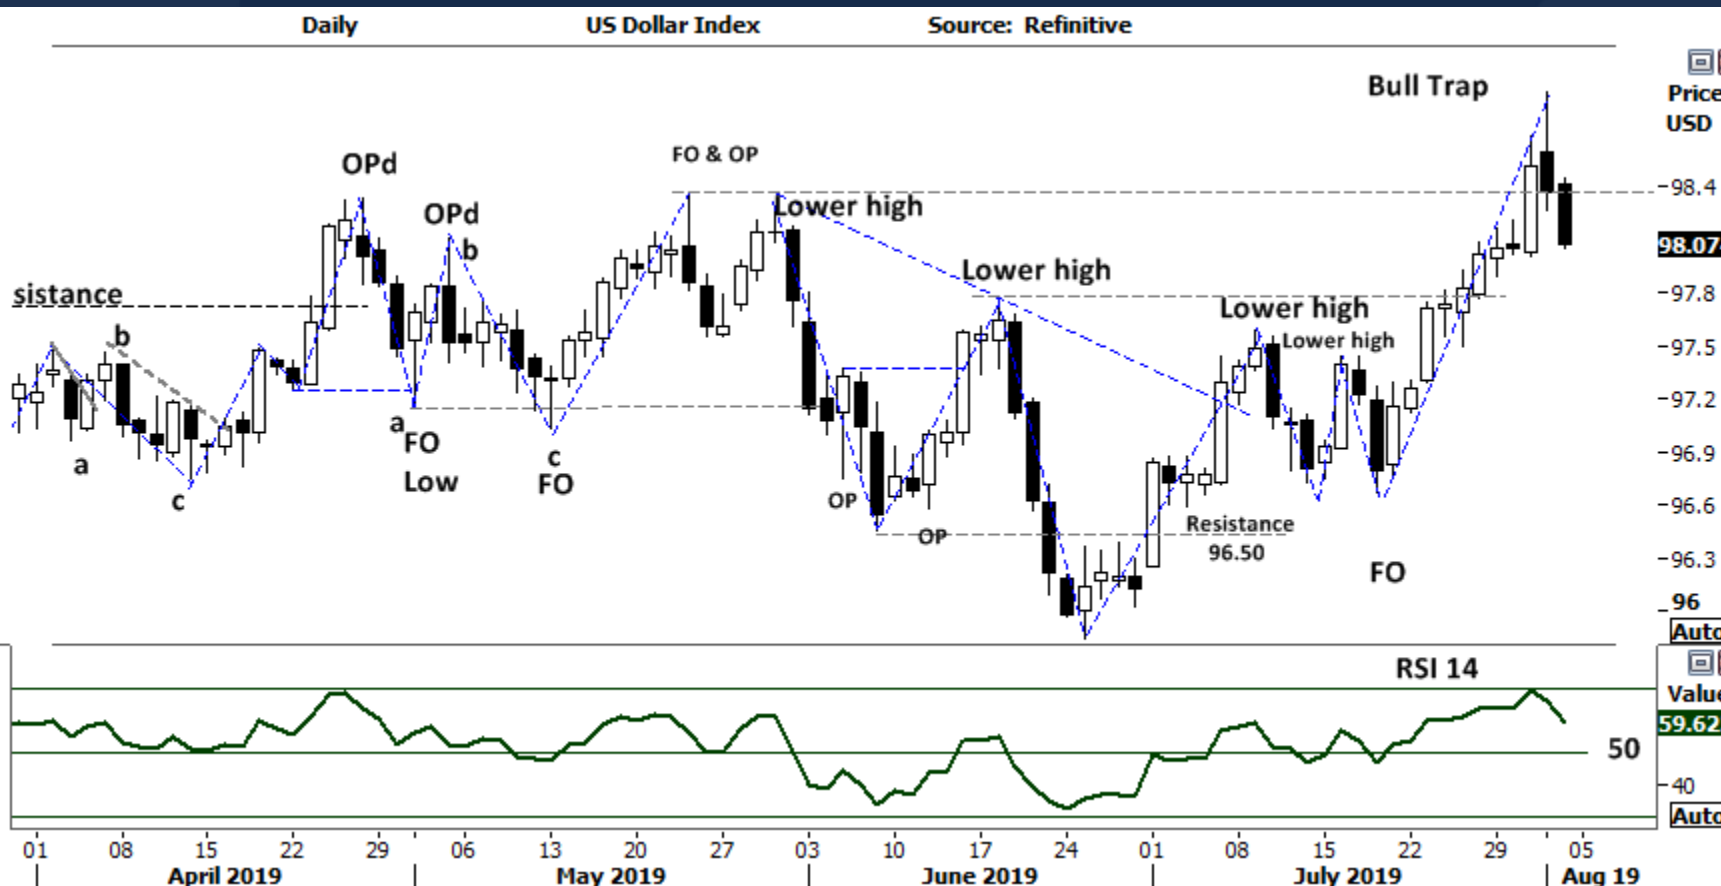 Daily US Dollar Index Source: Refinitive
Bull Trap
Price
USD
OPd
FO & OP
98.4
OPd
Lower high
b
98.07
Lower high
sistance
97.8
Lower high
b
Lower high
97.5
97.2
a
FO
a
c
96.9
Low
FO
c
OP
96.6
OP
Resistance
96.50
96.3
FO
96
Auto
RSI 14
Value
59.62
50
40
Auto
01 08 15 22 29 06 13 20 27 03 10 17 24 01 08 15 22 29 05
April 2019 May 2019 June 2019 July 2019 Aug 19